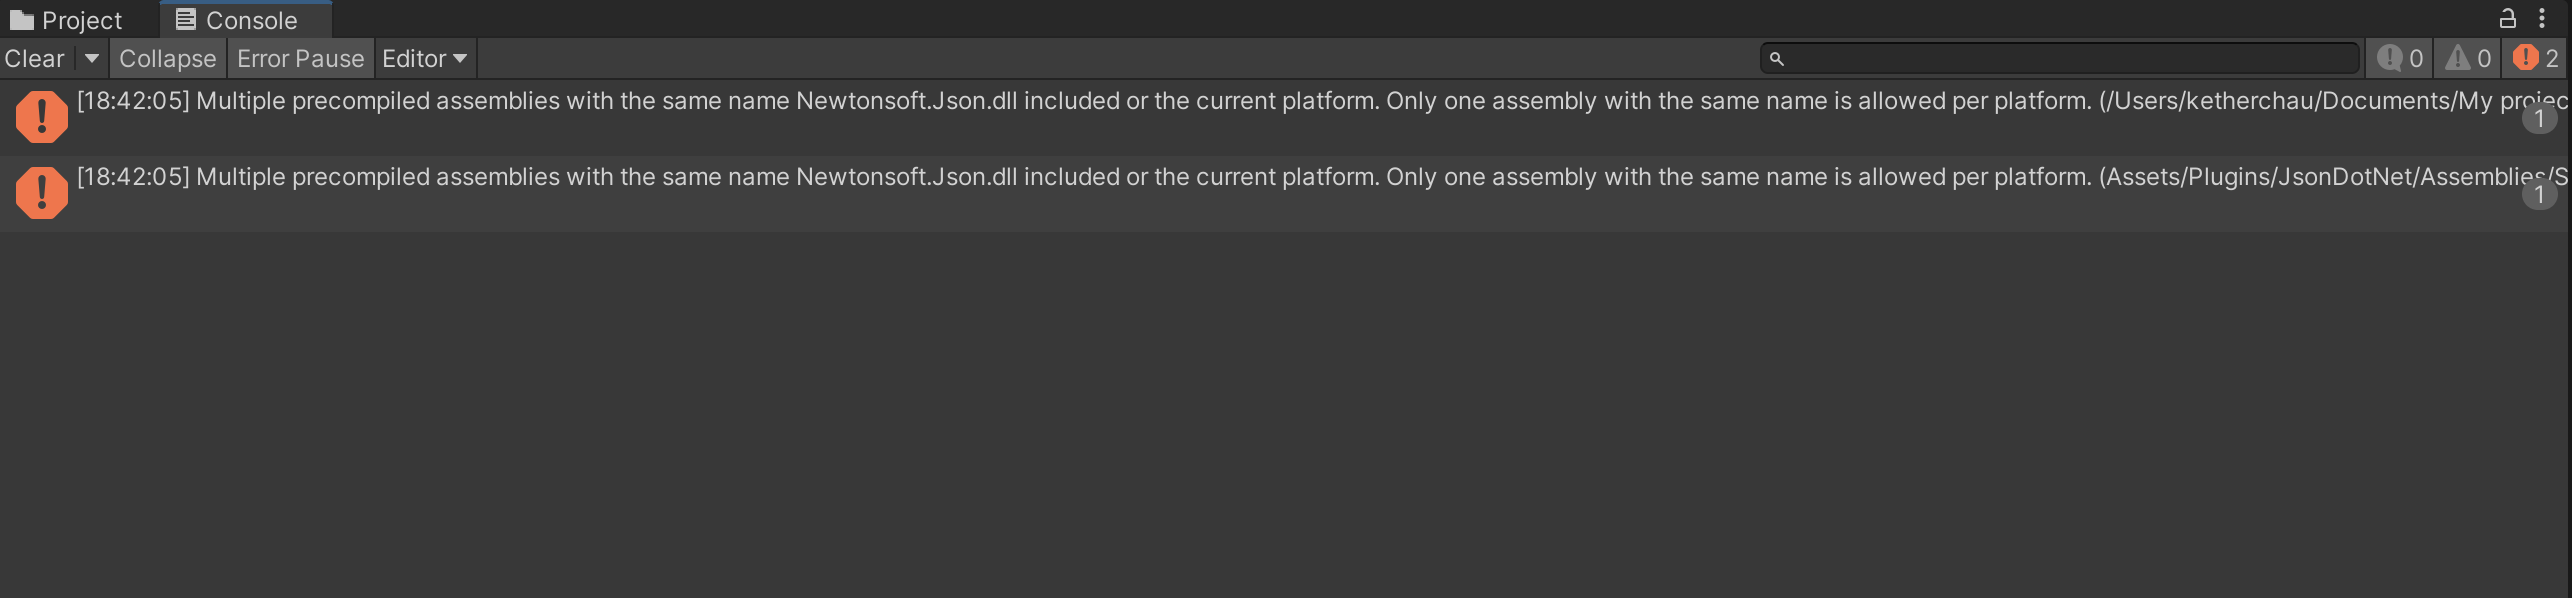 Project Console
Clear Collapse Error Pause Editor 0 0 2
[18:42:05] Multiple precompiled assemblies with the same name Newtonsoft.Json.dll included or the current platform. Only one assembly with the same name is allowed per platform. (/Users/ketherchau/Documents/My projec
1
[18:42:05] Multiple precompiled assemblies with the same name Newtonsoft.Json.dll included or the current platform. Only one assembly with the same name is allowed per platform. (Assets/Plugins/JsonDotNet/Assemblies/S
1